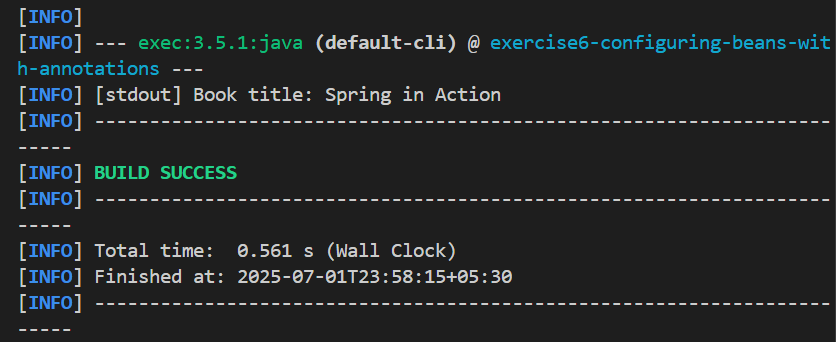 [INFO]
[INFO] --- exec:3.5.1:java (default-cli) @ exercise6-configuring-beans-wit
h-annotations ---
[INFO] [stdout] Book title: Spring in Action
[INFO] -------------------------------------------------------------------
-----
[INFO] BUILD SUCCESS
[INFO] -------------------------------------------------------------------
-----
[INFO] Total time:  0.561 s (Wall Clock)
[INFO] Finished at: 2025-07-01T23:58:15+05:30
[INFO] -------------------------------------------------------------------
-----